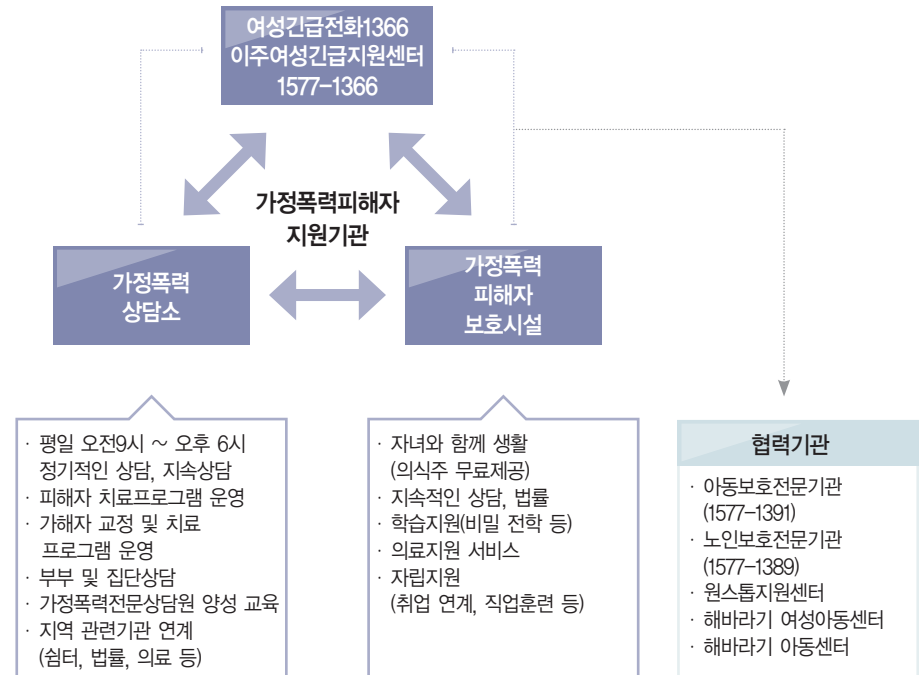 여성긴급전화1366
이주여성긴급지원센터
1577-1366
가정폭력피해자
지원기관
가정폭력
상담소
가정폭력
피해자
보호시설
· 평일 오전9시 ~ 오후 6시
정기적인 상담, 지속상담
· 피해자 치료프로그램 운영
· 가해자 교정 및 치료
프로그램 운영
· 부부 및 집단상담
· 가정폭력전문상담원 양성 교육
· 지역 관련기관 연계
(쉼터, 법률, 의료 등)
· 자녀와 함께 생활
(의식주 무료제공)
· 지속적인 상담, 법률
· 학습지원(비밀 전학 등)
· 의료지원 서비스
· 자립지원
(취업 연계, 직업훈련 등)
협력기관
· 아동보호전문기관
(1577-1391)
· 노인보호전문기관
(1577-1389)
· 원스톱지원센터
· 해바라기 여성아동센터
· 해바라기 아동센터